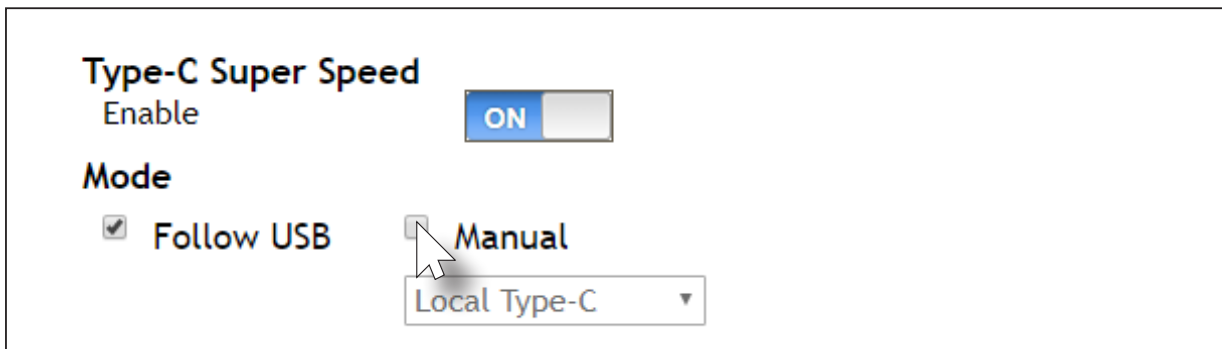 Type-C Super Speed
Enable
ON
Mode
Follow USB
Manual
Local Type-C